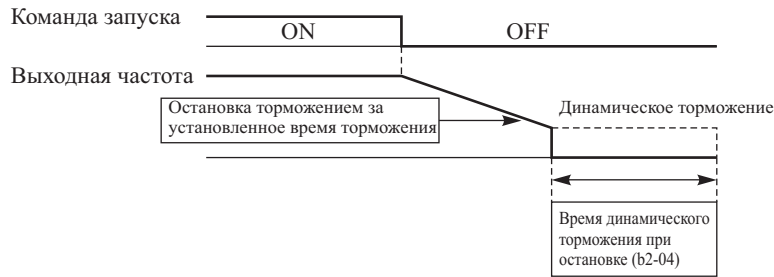 Команда запуска
ON
OFF
Выходная частота
Остановка торможением за
установленное время торможения
Динамическое торможение
Время динамического
торможения при
остановке (b2-04)